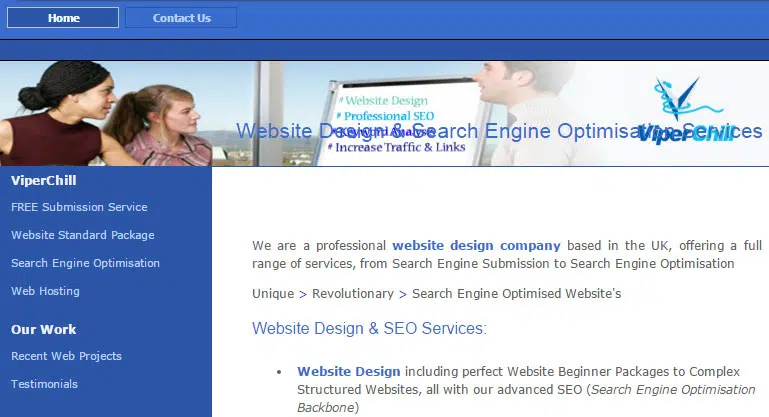 Home
Contact Us
# Website Design
# Professional SEO
# Keyword Analysis
# Increase Traffic & Links
Website Design & Search Engine Optimisation Services
ViperChill
ViperChill
FREE Submission Service
Website Standard Package
Search Engine Optimisation
Web Hosting
Our Work
Recent Web Projects
Testimonials
We are a professional website design company based in the UK, offering a full
range of services, from Search Engine Submission to Search Engine Optimisation
Unique > Revolutionary > Search Engine Optimised Website's
Website Design & SEO Services:
• Website Design including perfect Website Beginner Packages to Complex
Structured Websites, all with our advanced SEO (Search Engine Optimisation
Backbone)